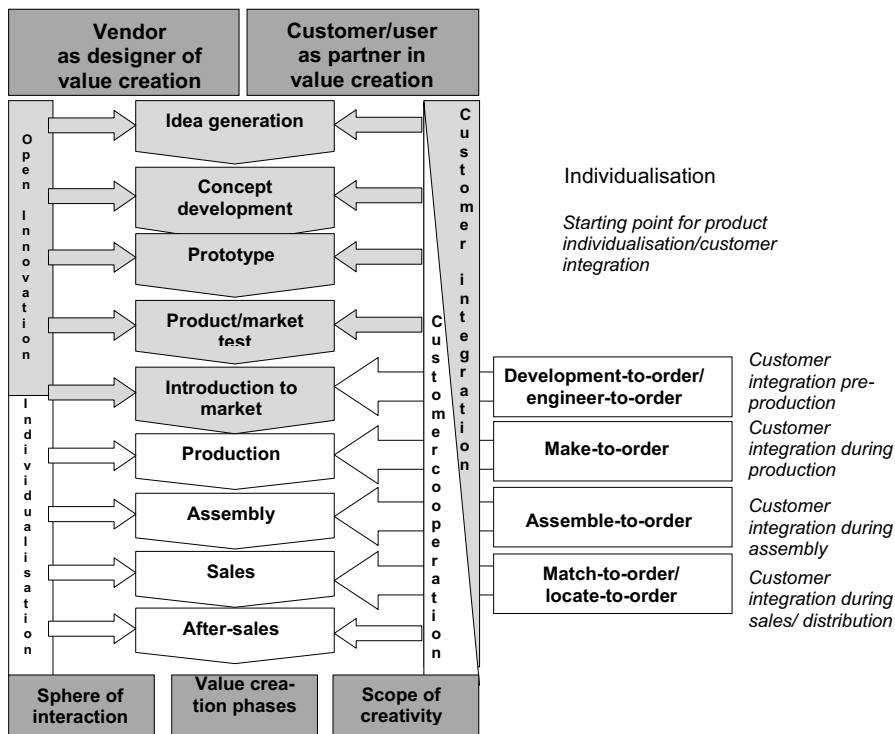 Vendor
as designer of
value creation
Customer/user
as partner in
value creation
Open Innovation
Individualisation
Idea generation
Concept
development
Prototype
Product/market
test
Introduction to
market
Production
Assembly
Sales
After-sales
Customer integration
Customer cooperation
Individualisation
Starting point for product
individualisation/customer
integration
Development-to-order/
engineer-to-order
Customer
integration pre-
production
Make-to-order
Customer
integration during
production
Assemble-to-order
Customer
integration during
assembly
Match-to-order/
locate-to-order
Customer
integration during
sales/ distribution
Sphere of
interaction
Value crea-
tion phases
Scope of
creativity